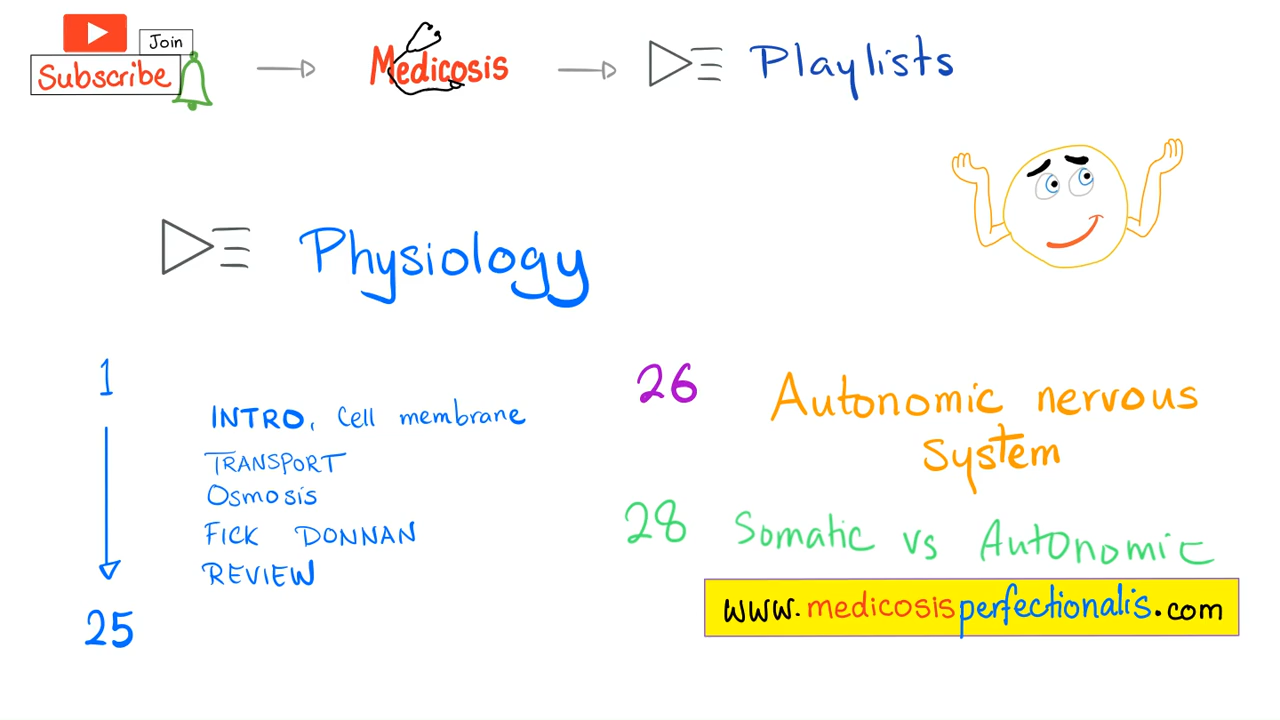 Join
Subscribe
Medicosis
Playlists
Physiology
1
INTRO, Cell membrane
TRANSPORT
Osmosis
FICK DONNAN
REVIEW
25
26
Autonomic nervous
system
28 Somatic vs Autonomic
www.medicosisperfectionalis.com